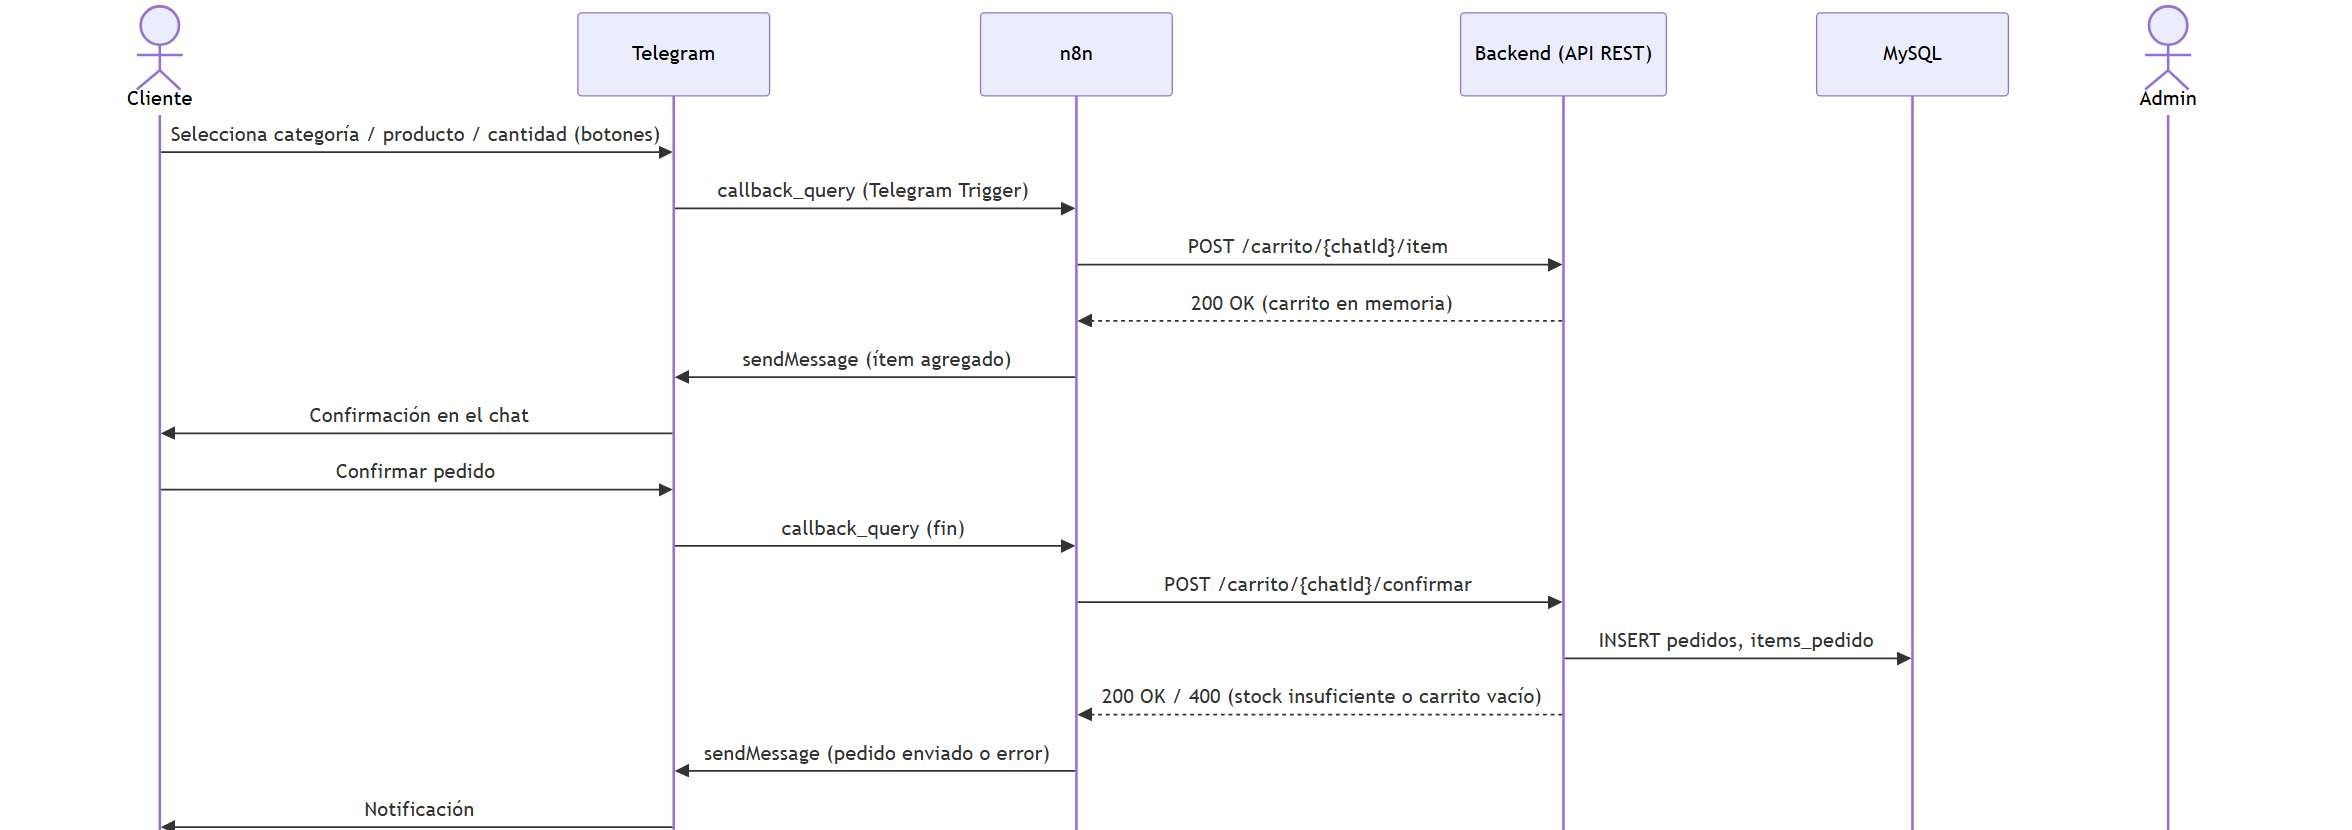 Cliente
Telegram
n8n
Backend (API REST)
MySQL
Admin
Selecciona categoría / producto / cantidad (botones)
callback_query (Telegram Trigger)
POST /carrito/{chatId}/item
200 OK (carrito en memoria)
sendMessage (ítem agregado)
Confirmación en el chat
Confirmar pedido
callback_query (fin)
POST /carrito/{chatId}/confirmar
INSERT pedidos, items_pedido
200 OK / 400 (stock insuficiente o carrito vacío)
sendMessage (pedido enviado o error)
Notificación